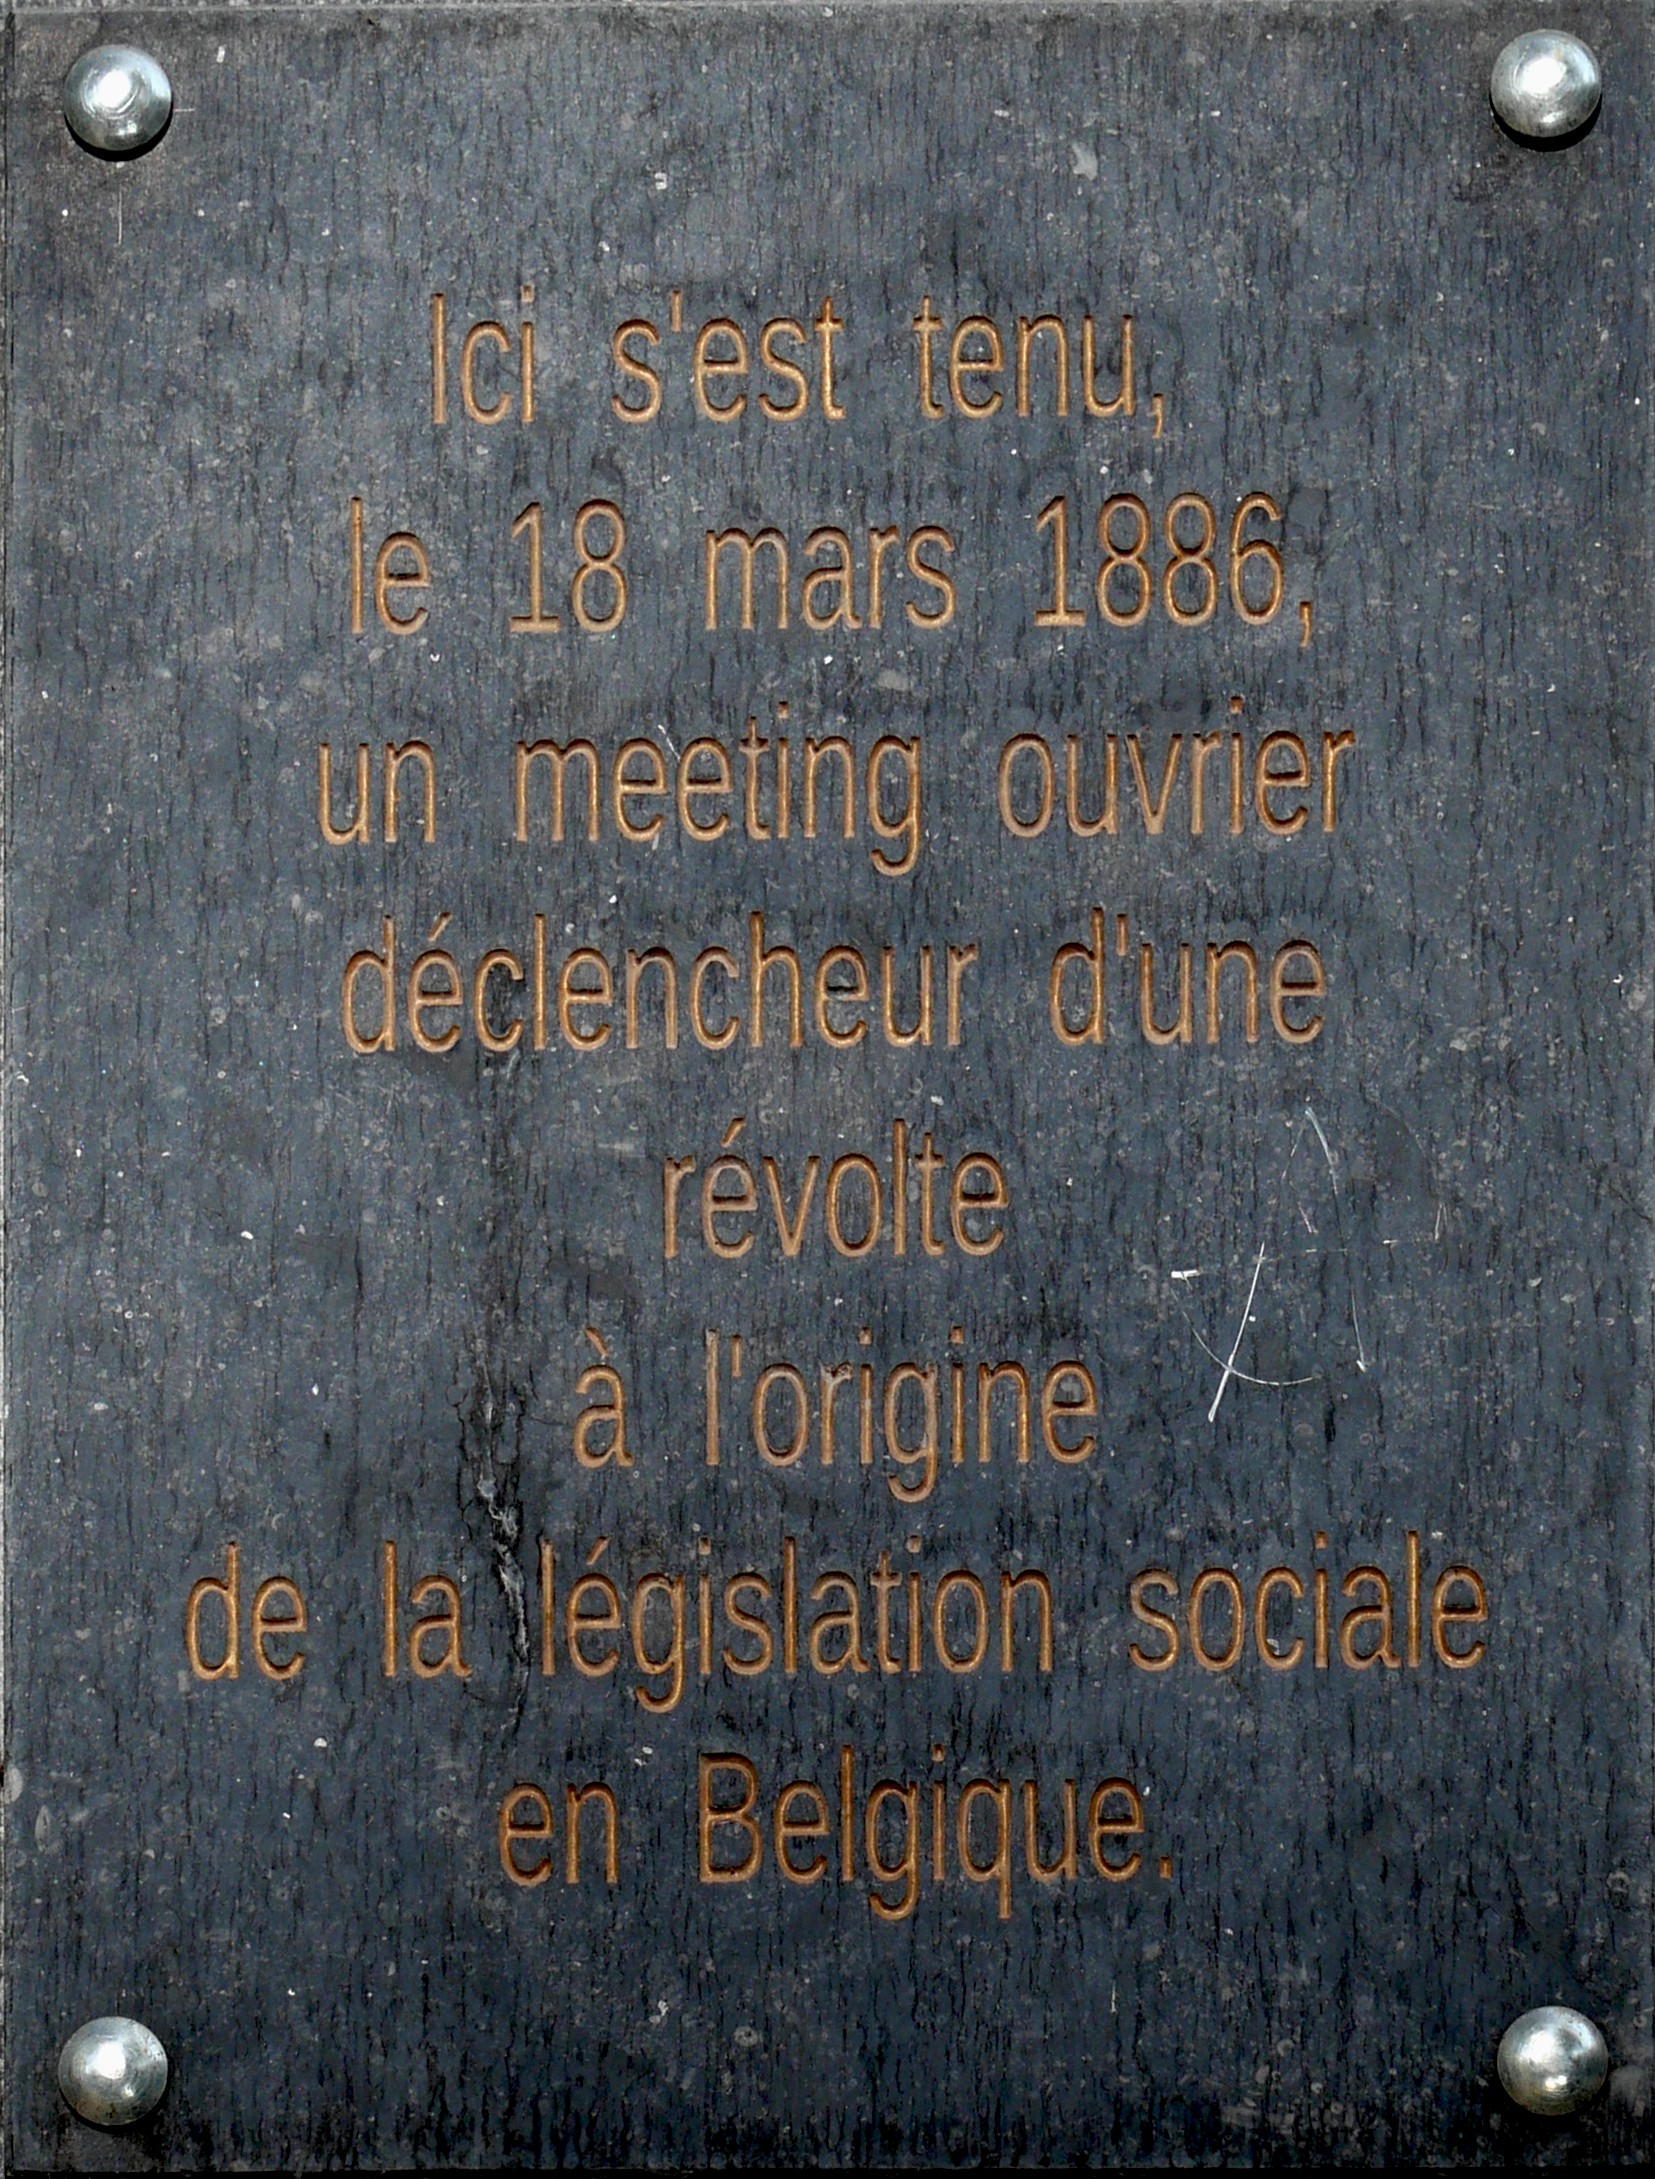 Ici s'est tenu,
le 18 mars 1886,
un meeting ouvrier
déclencheur d'une
révolte
à l'origine
de la législation sociale
en Belgique.